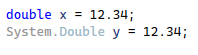 double x = 12.34;
System.Double y = 12.34;